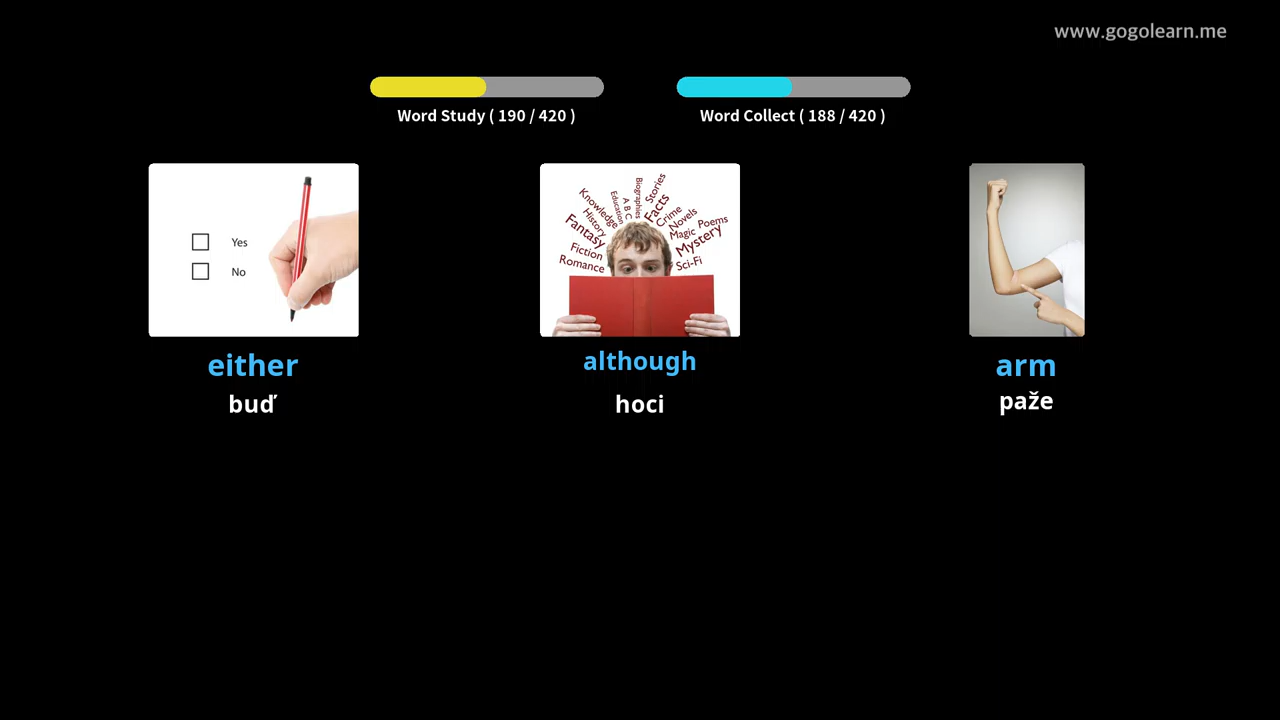 www.gogolearn.me
Word Study ( 190 / 420 )
Word Collect ( 188 / 420 )
Yes
No
Knowledge
History
Fantasy
Fiction
Romance
Education
A B C
Biographies
Stories
Facts
Crime
Novels
Magic
Poems
Mystery
Sci-Fi
either
although
arm
buď
hoci
paže